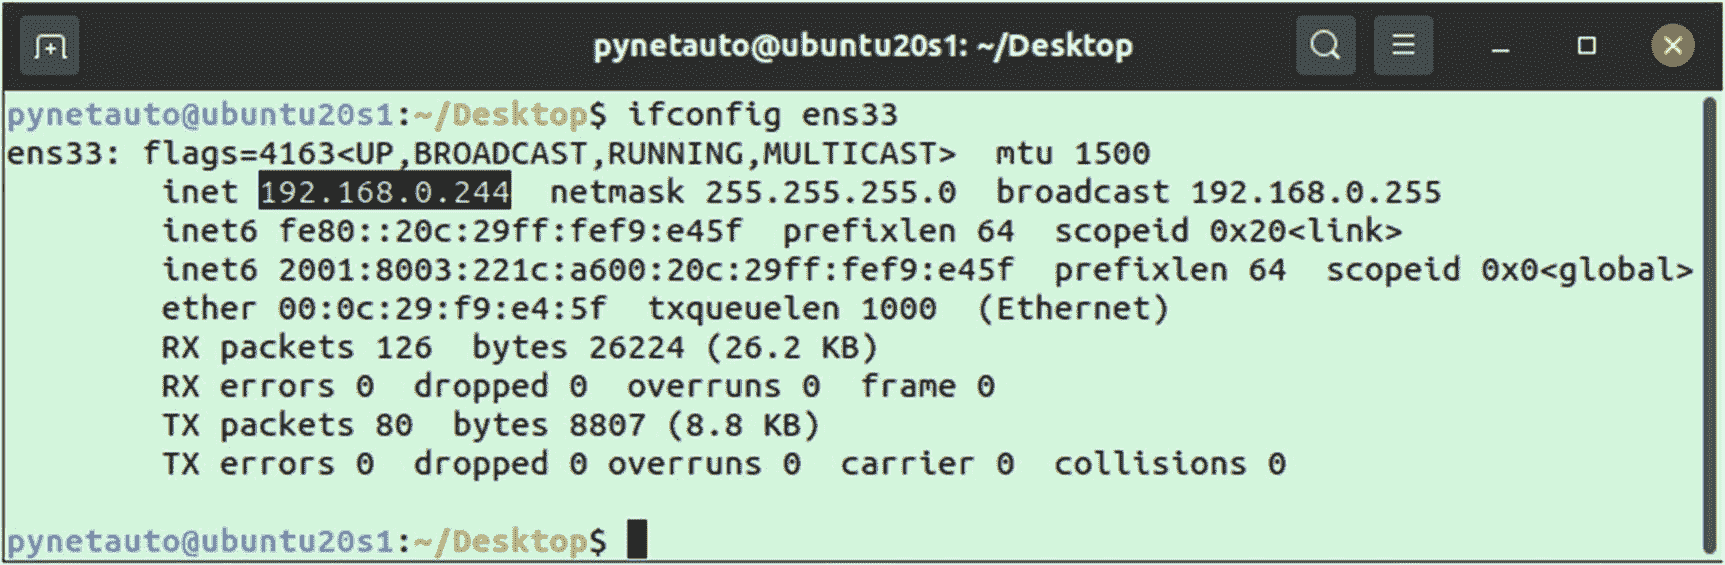 pynetauto@ubuntu20s1: ~/Desktop
pynetauto@ubuntu20s1:~/Desktop$ ifconfig ens33
ens33: flags=4163<UP,BROADCAST,RUNNING,MULTICAST>  mtu 1500
        inet 192.168.0.244  netmask 255.255.255.0  broadcast 192.168.0.255
        inet6 fe80::20c:29ff:fef9:e45f  prefixlen 64  scopeid 0x20<link>
        inet6 2001:8003:221c:a600:20c:29ff:fef9:e45f  prefixlen 64  scopeid 0x0<global>
        ether 00:0c:29:f9:e4:5f  txqueuelen 1000  (Ethernet)
        RX packets 126  bytes 26224 (26.2 KB)
        RX errors 0  dropped 0  overruns 0  frame 0
        TX packets 80  bytes 8807 (8.8 KB)
        TX errors 0  dropped 0 overruns 0  carrier 0  collisions 0
pynetauto@ubuntu20s1:~/Desktop$